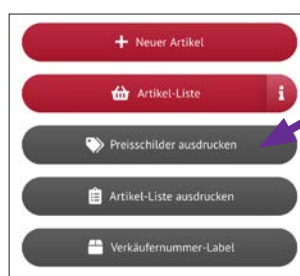 Neuer Artikel
Artikel-Liste
Preisschilder ausdrucken
Artikel-Liste ausdrucken
Verkäufernummer-Label